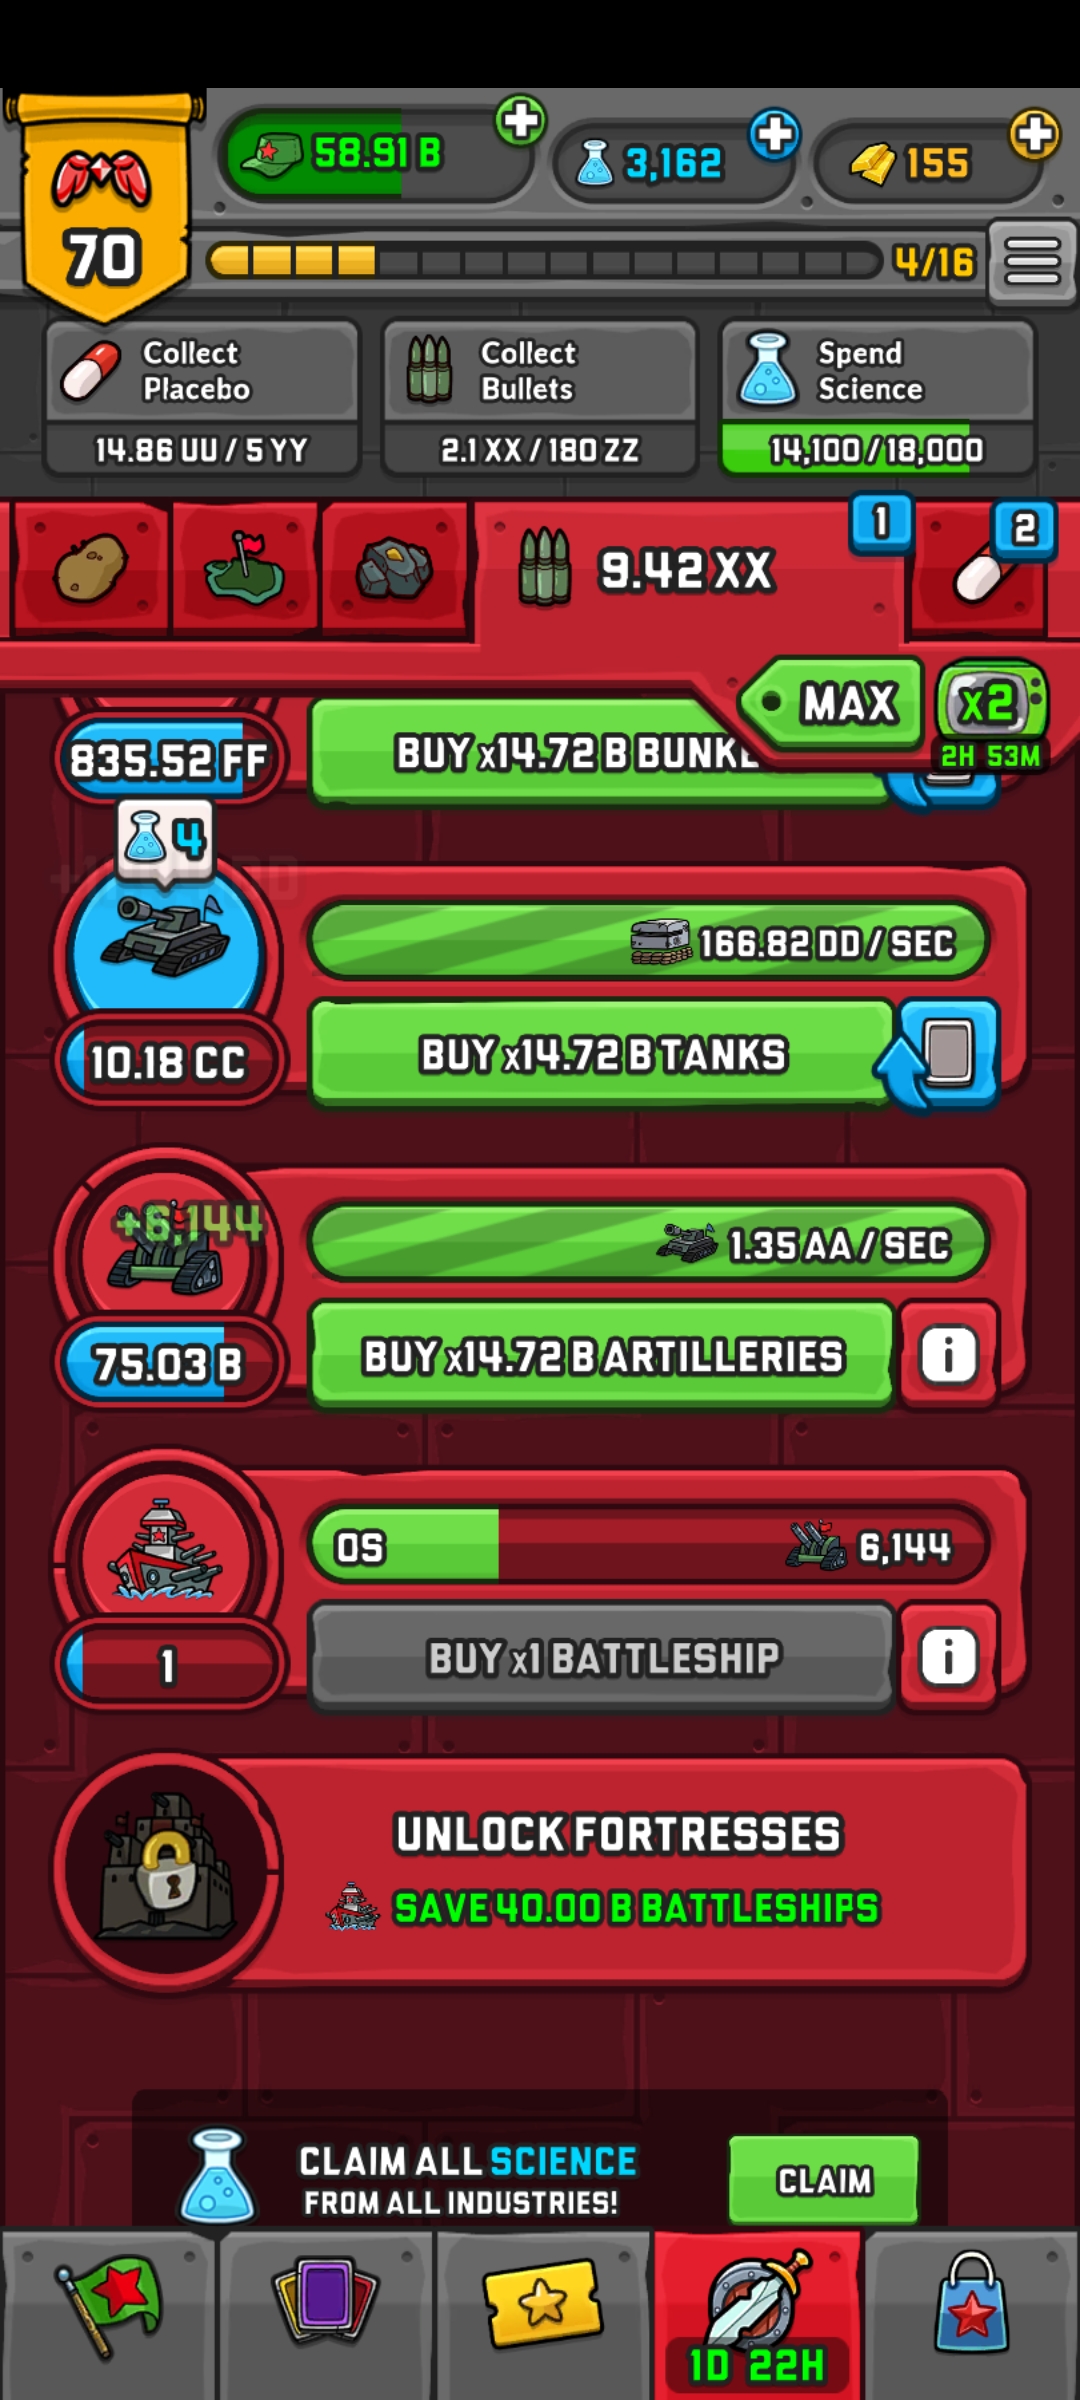 58.91 B
3,162
155
70
4/16
Collect
Placebo
14.86 UU / 5 YY
Collect
Bullets
2.1 XX / 180 ZZ
Spend
Science
14,100 / 18,000
9.42 XX
1
2
MAX
x2
2H 53M
835.52 FF
BUY x14.72 B
4
166.82 DD / SEC
10.18 CC
BUY x14.72 B TANKS
+6,144
1.35 AA / SEC
75.03 B
BUY x14.72 B ARTILLERIES
i
0S
6,144
1
BUY x1 BATTLESHIP
i
UNLOCK FORTRESSES
SAVE 40.00 B BATTLESHIPS
CLAIM ALL SCIENCE
FROM ALL INDUSTRIES!
CLAIM
1D 22H